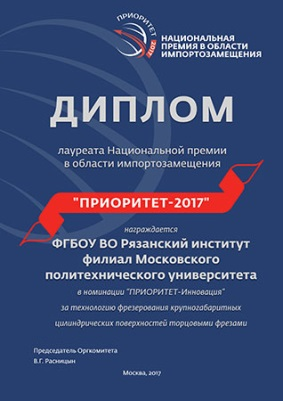 ПРИОРИТЕТ
2017
НАЦИОНАЛЬНАЯ
ПРЕМИЯ В ОБЛАСТИ
ИМПОРТОЗАМЕЩЕНИЯ
ДИПЛОМ
лауреата Национальной премии
в области импортозамещения
"ПРИОРИТЕТ-2017"
награждается
ФГБОУ ВО Рязанский институт
филиал Московского
политехнического университета
в номинации "ПРИОРИТЕТ-Инновация"
за технологию фрезерования крупногабаритных
цилиндрических поверхностей торцовыми фрезами
Председатель Оргкомитета
В.Г. Расницын
Москва, 2017